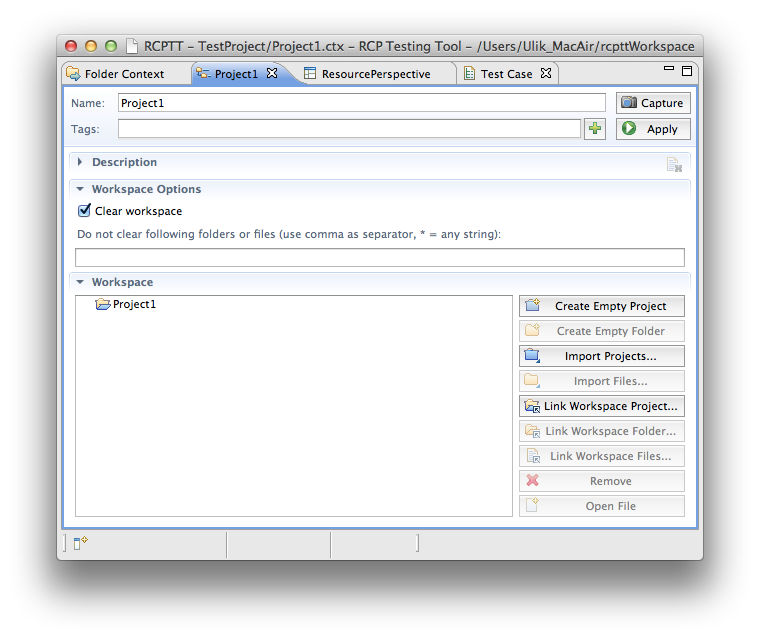 RCPTT - TestProject/Project1.ctx - RCP Testing Tool - /Users/Ulik_MacAir/rcpttWorkspace
Folder Context
Project1
ResourcePerspective
Test Case
Name: Project1
Capture
Tags:
Apply
Description
Workspace Options
Clear workspace
Do not clear following folders or files (use comma as separator, * = any string):
Workspace
Project1
Create Empty Project
Create Empty Folder
Import Projects...
Import Files...
Link Workspace Project...
Link Workspace Folder...
Link Workspace Files...
Remove
Open File